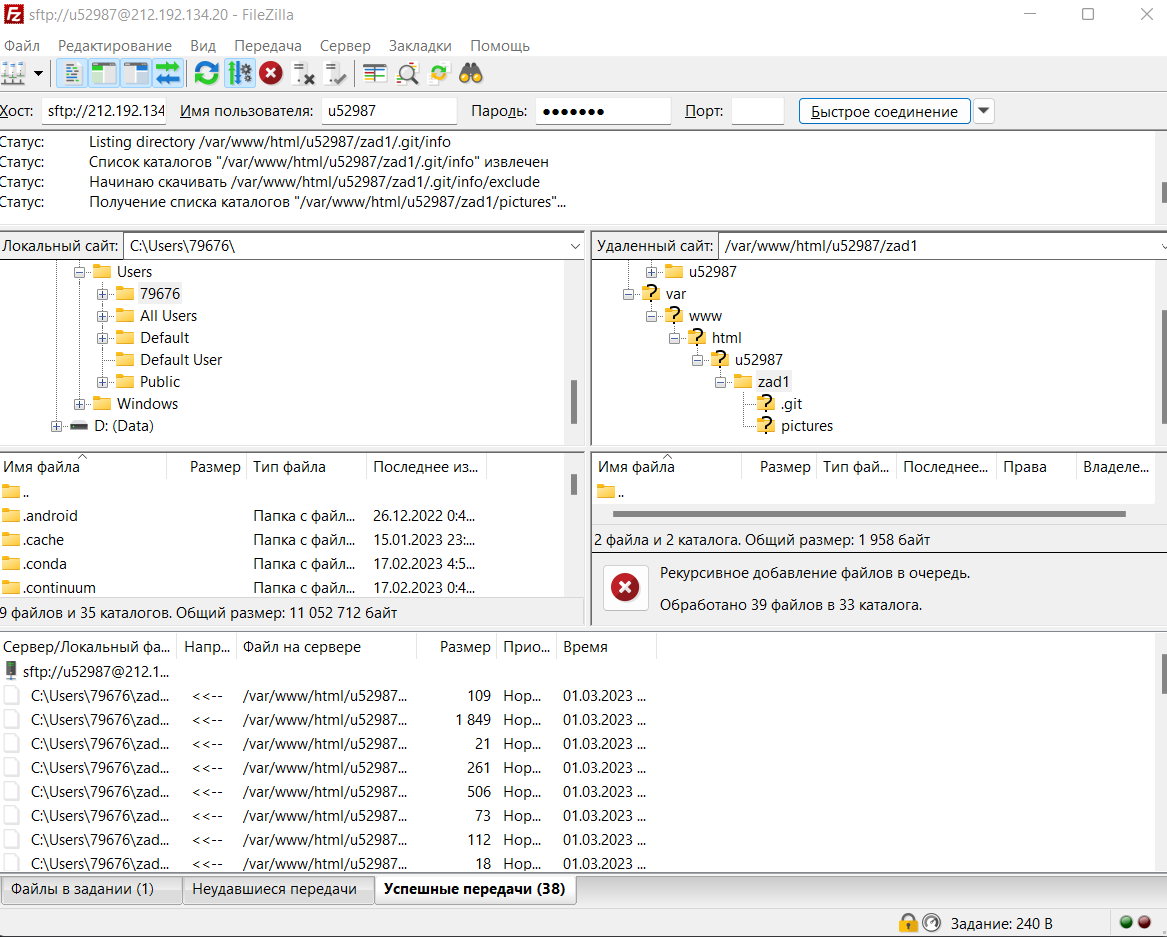 sftp://u52987@212.192.134.20 - FileZilla
Файл Редактирование Вид Передача Сервер Закладки Помощь
Хост: sftp://212.192.134 Имя пользователя: u52987 Пароль: ●●●●●●● Порт: Быстрое соединение
Статус: Listing directory /var/www/html/u52987/zad1/.git/info
Статус: Список каталогов "/var/www/html/u52987/zad1/.git/info" извлечен
Статус: Начинаю скачивать /var/www/html/u52987/zad1/.git/info/exclude
Статус: Получение списка каталогов "/var/www/html/u52987/zad1/pictures"...
Локальный сайт: C:\Users\79676\
Users
79676
All Users
Default
Default User
Public
Windows
D: (Data)
Удаленный сайт: /var/www/html/u52987/zad1
u52987
var
www
html
u52987
zad1
.git
pictures
Имя файла Размер Тип файла Последнее из...
..
.android Папка с файл... 26.12.2022 0:4...
.cache Папка с файл... 15.01.2023 23:...
.conda Папка с файл... 17.02.2023 4:5...
.continuum Папка с файл... 17.02.2023 0:4...
9 файлов и 35 каталогов. Общий размер: 11 052 712 байт
Имя файла Размер Тип фай... Последнее... Права Владеле...
..
2 файла и 2 каталога. Общий размер: 1 958 байт
Рекурсивное добавление файлов в очередь.
Обработано 39 файлов в 33 каталога.
Сервер/Локальный фа... Напр... Файл на сервере Размер Прио... Время
sftp://u52987@212.1...
C:\Users\79676\zad... <<-- /var/www/html/u52987... 109 Нор... 01.03.2023 ...
C:\Users\79676\zad... <<-- /var/www/html/u52987... 1 849 Нор... 01.03.2023 ...
C:\Users\79676\zad... <<-- /var/www/html/u52987... 21 Нор... 01.03.2023 ...
C:\Users\79676\zad... <<-- /var/www/html/u52987... 261 Нор... 01.03.2023 ...
C:\Users\79676\zad... <<-- /var/www/html/u52987... 506 Нор... 01.03.2023 ...
C:\Users\79676\zad... <<-- /var/www/html/u52987... 73 Нор... 01.03.2023 ...
C:\Users\79676\zad... <<-- /var/www/html/u52987... 112 Нор... 01.03.2023 ...
C:\Users\79676\zad... <<-- /var/www/html/u52987... 18 Нор... 01.03.2023 ...
Файлы в задании (1) Неудавшиеся передачи Успешные передачи (38)
Задание: 240 B